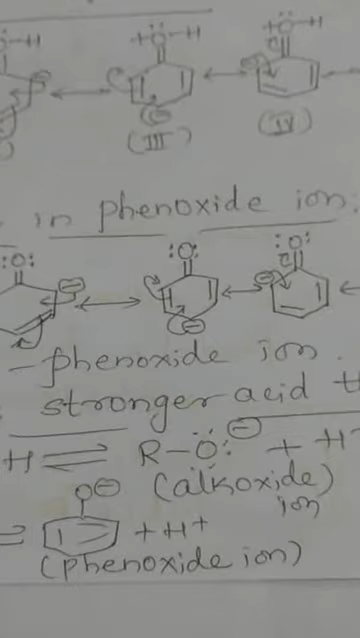 +:Ö-H
+:Ö-H
(III)
(IV)
in phenoxide ion.
:O:
:Ö:
:Ö:
-phenoxide ion.
stronger acid
H ⇌ R-Ö:⊖ + H
O⊖ (alkoxide)
ion
+ H+
(phenoxide ion)